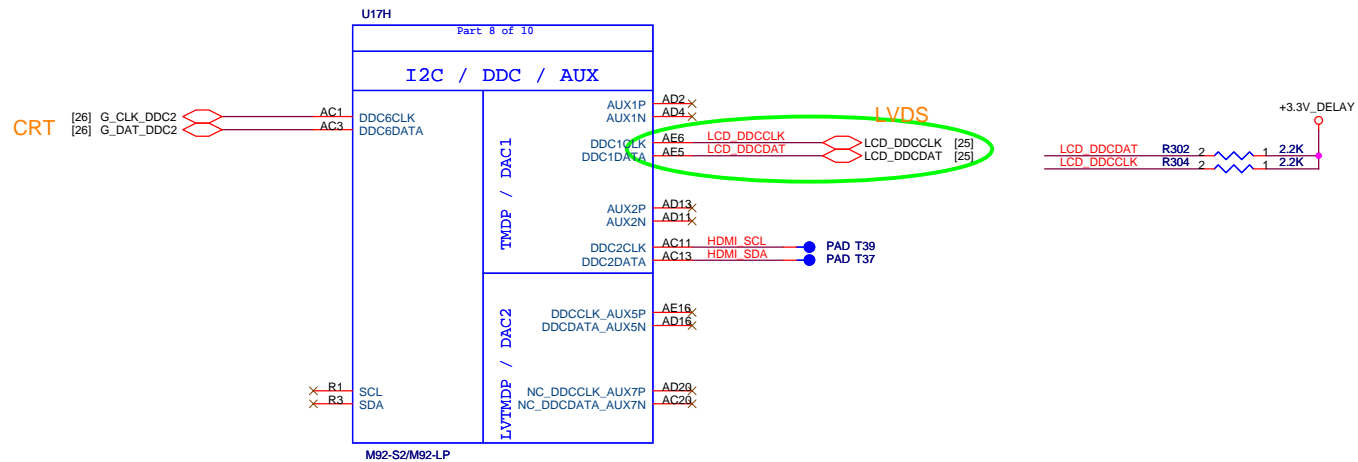 U17H
Part 8 of 10
I2C / DDC / AUX
CRT
[26] G_CLK_DDC2
[26] G_DAT_DDC2
AC1
AC3
DDC6CLK
DDC6DATA
TMDP / DAC1
AUX1P AD2
AUX1N AD4
LVDS
DDC1CLK AE6 LCD_DDCCLK LCD_DDCCLK [25]
DDC1DATA AE5 LCD_DDCDAT LCD_DDCDAT [25]
AUX2P AD13
AUX2N AD11
DDC2CLK AC11 HDMI_SCL PAD T39
DDC2DATA AC13 HDMI_SDA PAD T37
LVTMDP / DAC2
DDCCLK_AUX5P AE16
DDCDATA_AUX5N AD16
R1 SCL
R3 SDA
NC_DDCCLK_AUX7P AD20
NC_DDCDATA_AUX7N AC20
M92-S2/M92-LP
+3.3V_DELAY
LCD_DDCDAT R302 2 1 2.2K
LCD_DDCCLK R304 2 1 2.2K